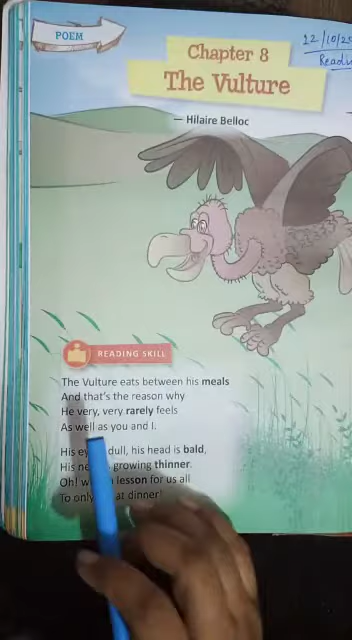 POEM
22/10/25
Chapter 8
The Vulture
— Hilaire Belloc
READING SKILL
The Vulture eats between his meals
And that's the reason why
He very, very rarely feels
As well as you and I.
His dull, his head is bald,
His growing thinner.
Oh! lesson for us all
To only at dinner!